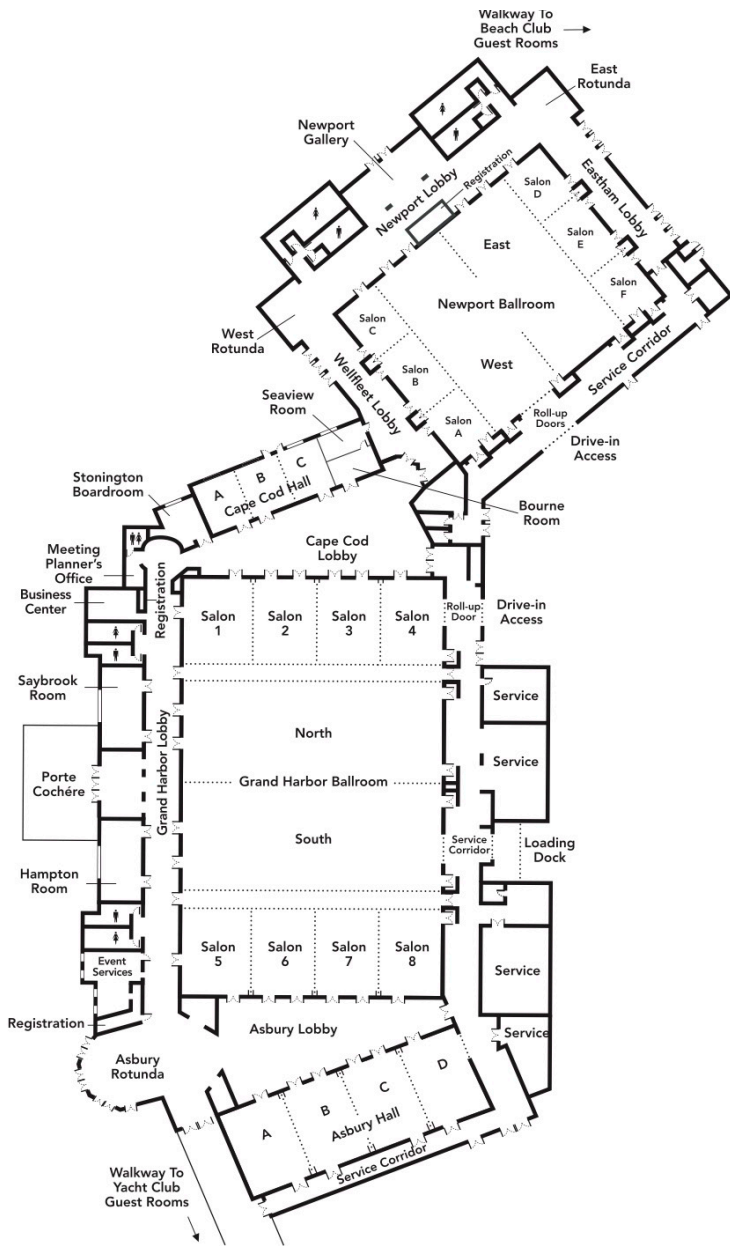 Walkway To
Beach Club
Guest Rooms
East
Rotunda
Newport
Gallery
Registration
Newport Lobby
Eastham Lobby
Salon
D
Salon
E
Salon
F
East
Newport Ballroom
West
Salon
C
Salon
B
Salon
A
West
Rotunda
Wellfleet Lobby
Service Corridor
Roll-up
Doors
Drive-in
Access
Seaview
Room
Stonington
Boardroom
A
B
C
Cape Cod Hall
Bourne
Room
Cape Cod
Lobby
Meeting
Planner's
Office
Business
Center
Registration
Salon
1
Salon
2
Salon
3
Salon
4
Roll-up
Door
Drive-in
Access
Saybrook
Room
Service
North
Grand Harbor Lobby
Porte
Cochére
Grand Harbor Ballroom
Service
South
Service
Corridor
Loading
Dock
Hampton
Room
Salon
5
Salon
6
Salon
7
Salon
8
Event
Services
Service
Registration
Asbury Lobby
Service
Asbury
Rotunda
A
B
C
D
Asbury Hall
Service Corridor
Walkway To
Yacht Club
Guest Rooms